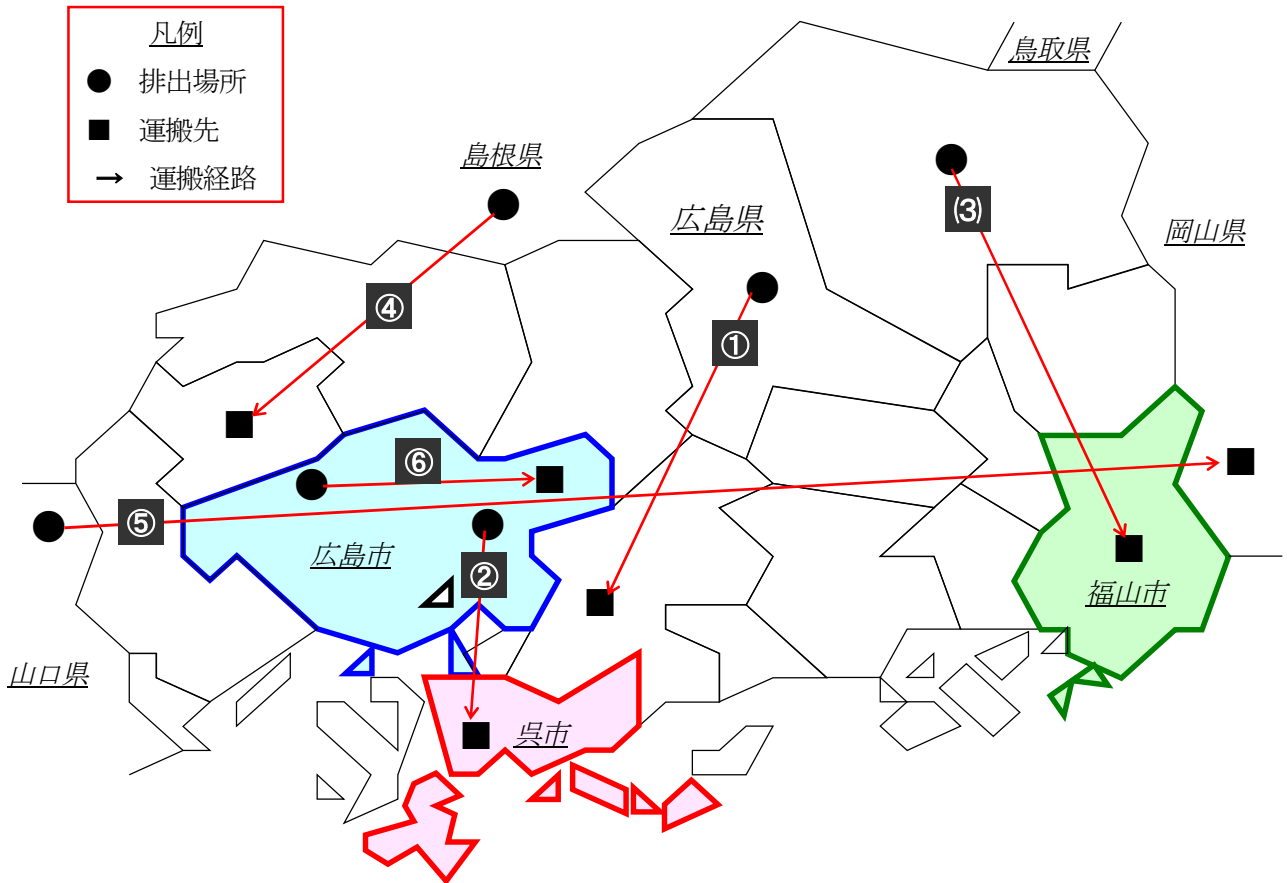 凡例
排出場所
運搬先
→ 運搬経路
鳥取県
島根県
広島県
(3)
岡山県
④
①
⑥
⑤
広島市
②
福山市
山口県
呉市